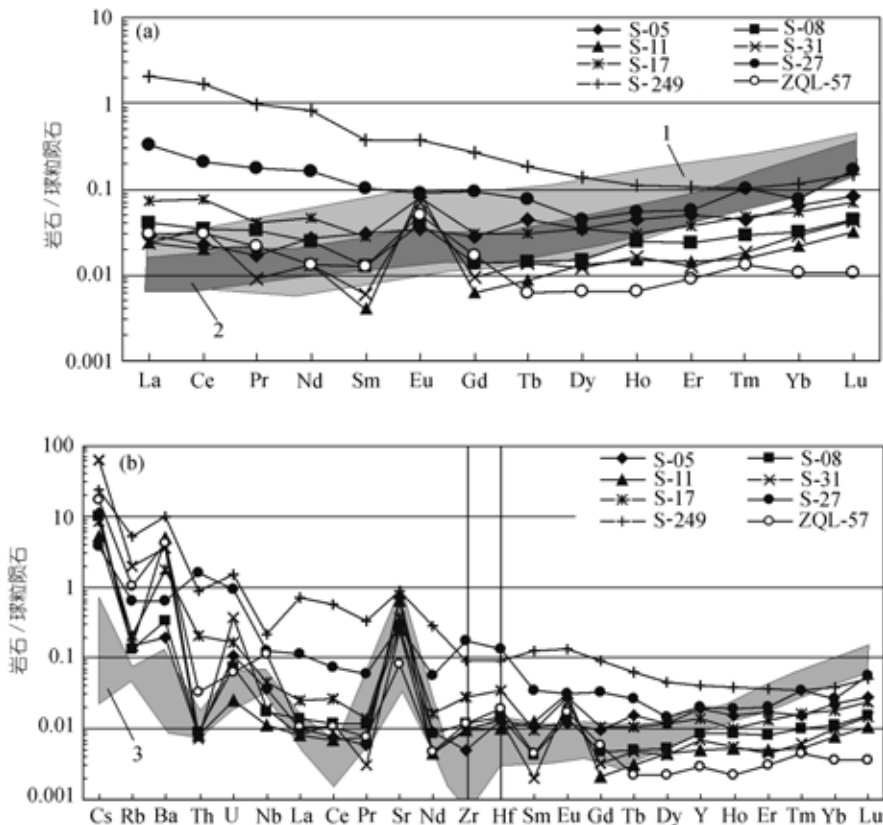 (a)
S-05 S-08
S-11 S-31
S-17 S-27
S-249 ZQL-57
10
1
0.1
0.01
0.001
岩石 / 球粒陨石
1
2
La Ce Pr Nd Sm Eu Gd Tb Dy Ho Er Tm Yb Lu
(b)
S-05 S-08
S-11 S-31
S-17 S-27
S-249 ZQL-57
100
10
1
0.1
0.01
0.001
岩石 / 球粒陨石
3
Cs Rb Ba Th U Nb La Ce Pr Sr Nd Zr Hf Sm Eu Gd Tb Dy Y Ho Er Tm Yb Lu